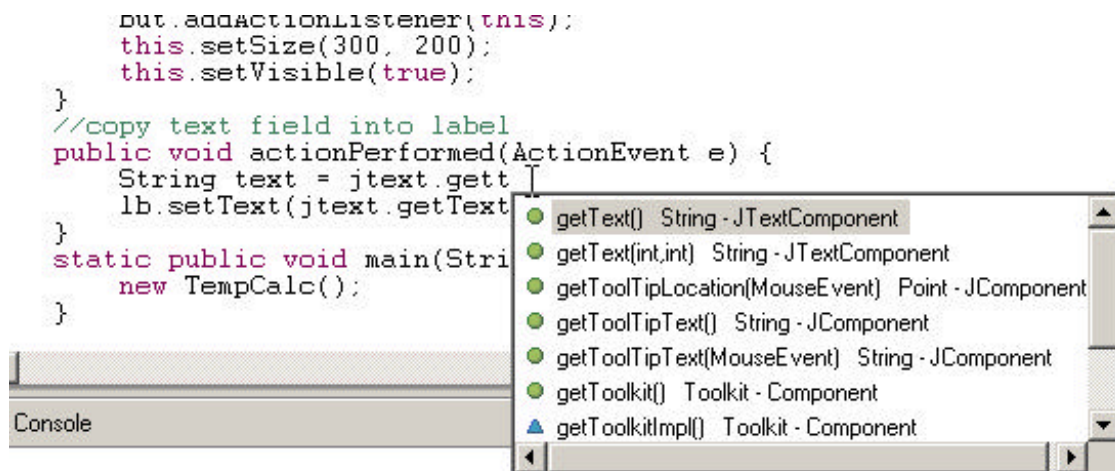 but.addActionListener(this);
this.setSize(300, 200);
this.setVisible(true);
}
//copy text field into label
public void actionPerformed(ActionEvent e) {
String text = jtext.gett
lb.setText(jtext.getText
}
static public void main(Stri
new TempCalc();
}
getText() String - JTextComponent
getText(int,int) String - JTextComponent
getToolTipLocation(MouseEvent) Point - JComponent
getToolTipText() String - JComponent
getToolTipText(MouseEvent) String - JComponent
getToolkit() Toolkit - Component
getToolkitImpl() Toolkit - Component
Console